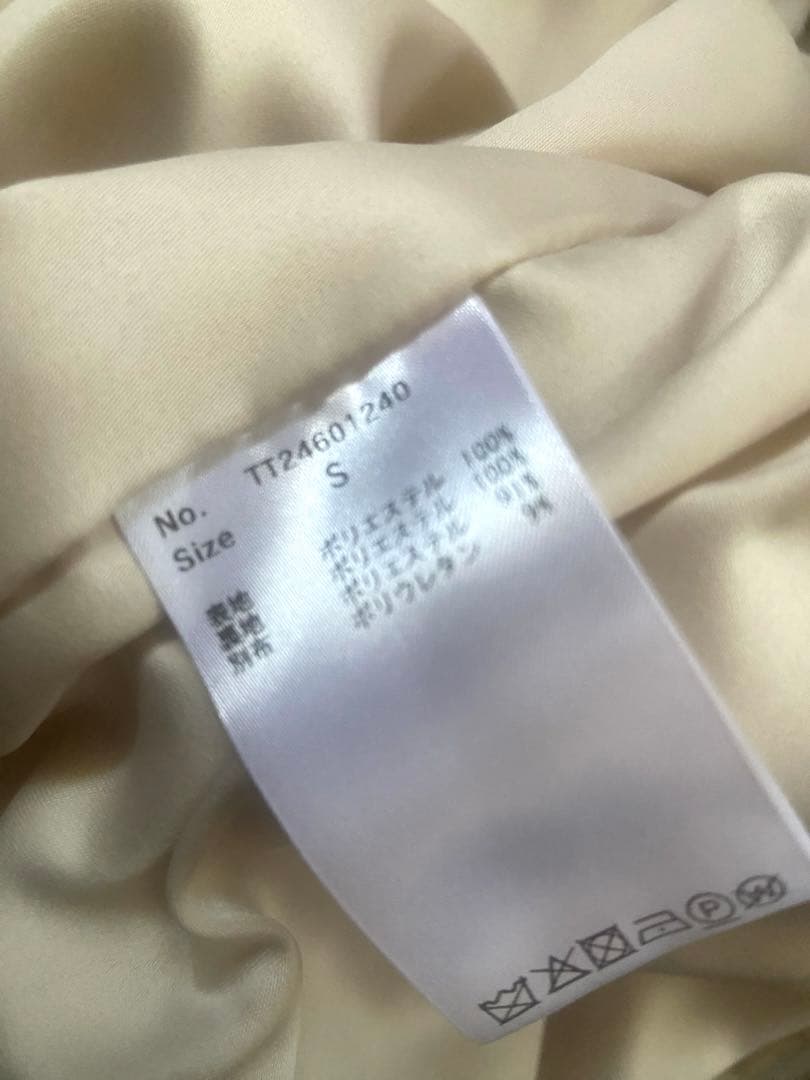 No. TT24601240
Size S
表地 ポリエステル 100%
裏地 ポリエステル 100%
別布 ポリエステル 91%
ポリウレタン 9%
P
W